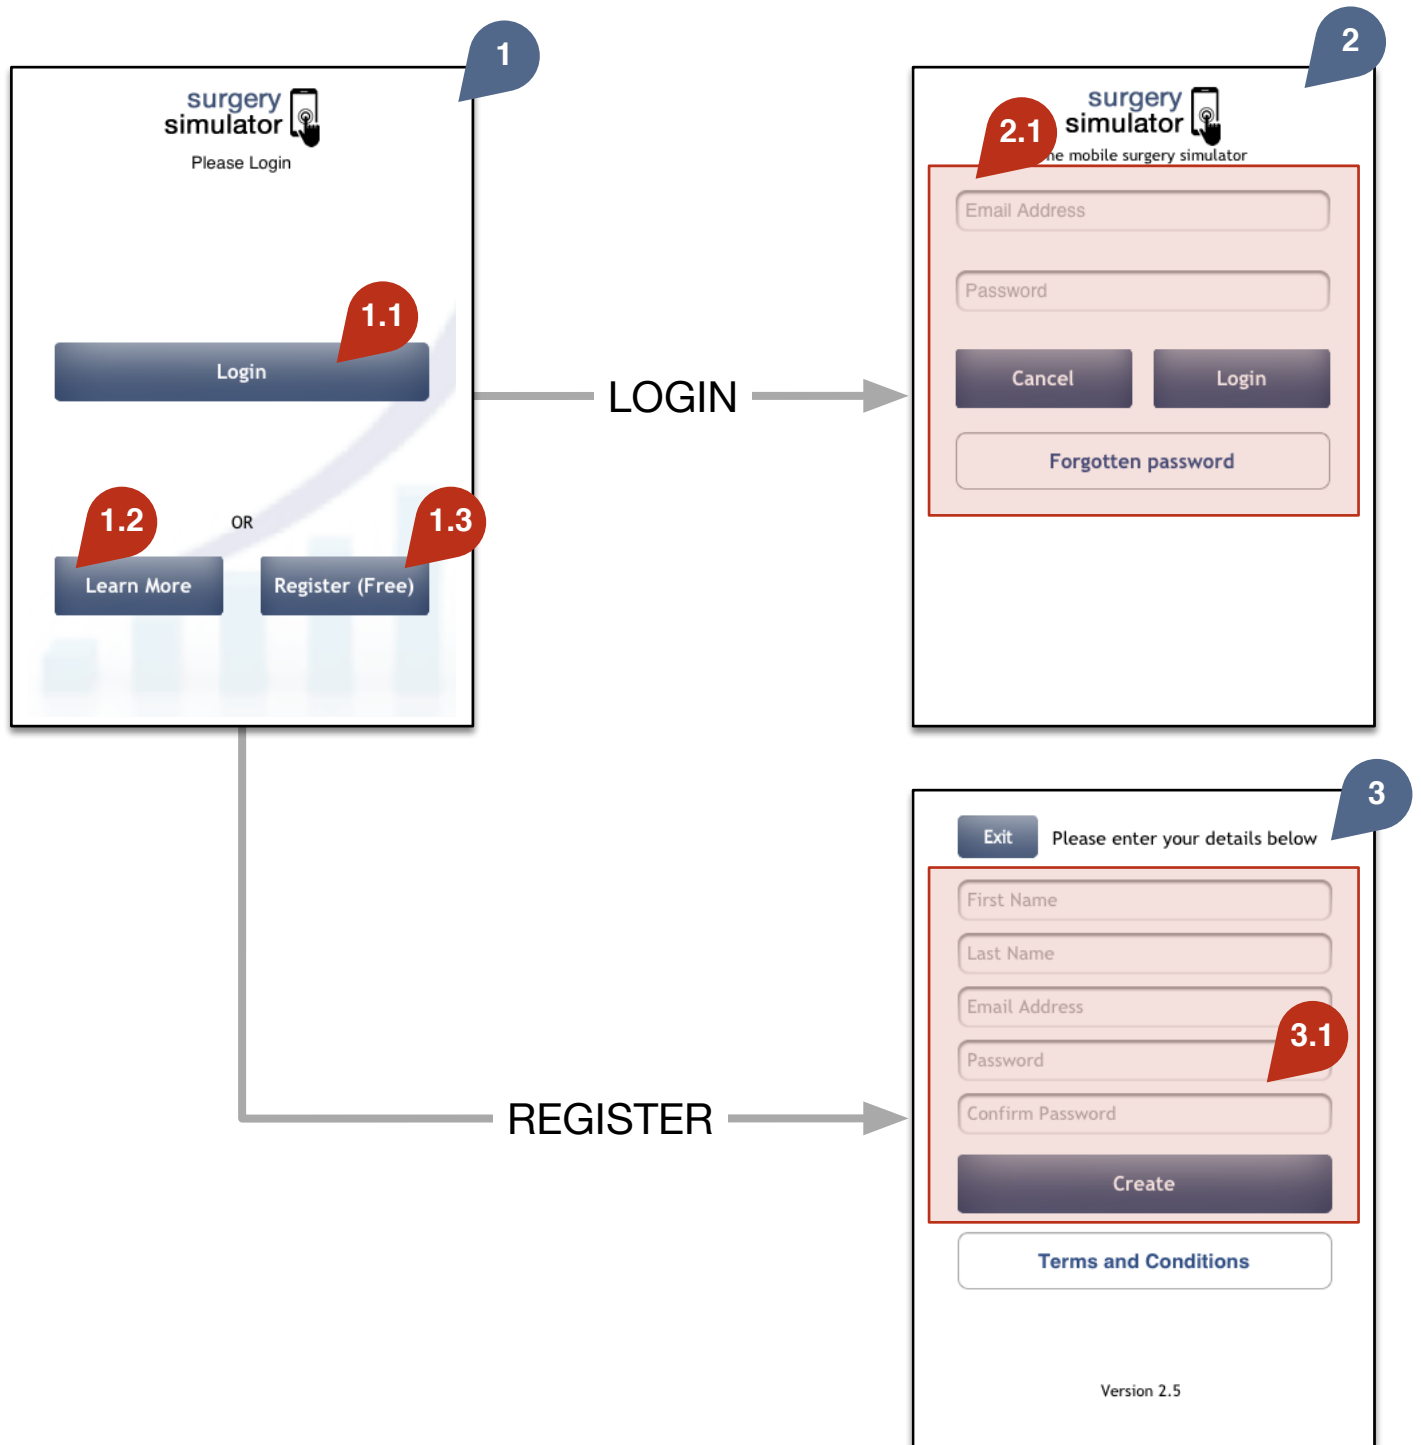 1
surgery
simulator
Please Login
1.1
Login
1.2
OR
1.3
Learn More
Register (Free)
LOGIN
2
surgery
simulator
2.1
he mobile surgery simulator
Email Address
Password
Cancel
Login
Forgotten password
REGISTER
3
Exit
Please enter your details below
First Name
Last Name
Email Address
3.1
Password
Confirm Password
Create
Terms and Conditions
Version 2.5